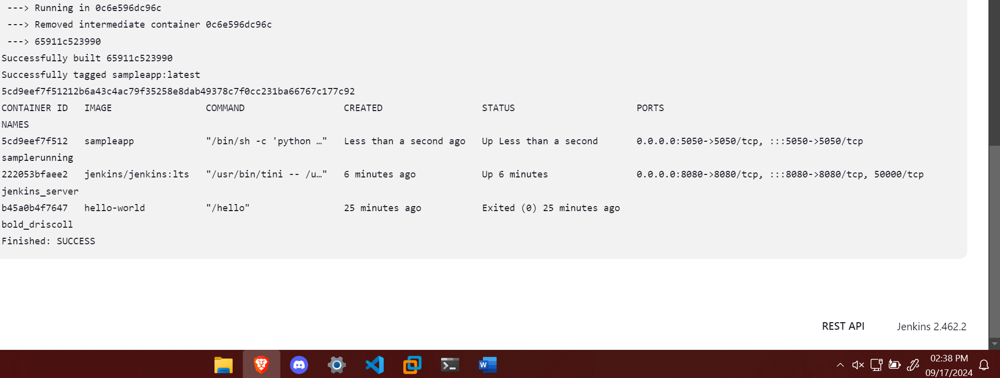 ---> Running in 0c6e596dc96c
---> Removed intermediate container 0c6e596dc96c
---> 65911c523990
Successfully built 65911c523990
Successfully tagged sampleapp:latest
5cd9eef7f51212b6a43c4ac79f35258e8dab49378c7f0cc231ba66767c177c92
CONTAINER ID   IMAGE                 COMMAND                  CREATED                  STATUS                      PORTS
NAMES
5cd9eef7f512   sampleapp             "/bin/sh -c 'python …"   Less than a second ago   Up Less than a second       0.0.0.0:5050->5050/tcp, :::5050->5050/tcp
samplerunning
222053bfaee2   jenkins/jenkins:lts   "/usr/bin/tini -- /u…"   6 minutes ago            Up 6 minutes                0.0.0.0:8080->8080/tcp, :::8080->8080/tcp, 50000/tcp
jenkins_server
b45a0b4f7647   hello-world           "/hello"                 25 minutes ago           Exited (0) 25 minutes ago
bold_driscoll
Finished: SUCCESS
REST API   Jenkins 2.462.2
W
02:38 PM
09/17/2024